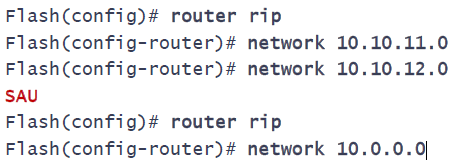 Flash(config)# router rip
Flash(config-router)# network 10.10.11.0
Flash(config-router)# network 10.10.12.0
SAU
Flash(config)# router rip
Flash(config-router)# network 10.0.0.0